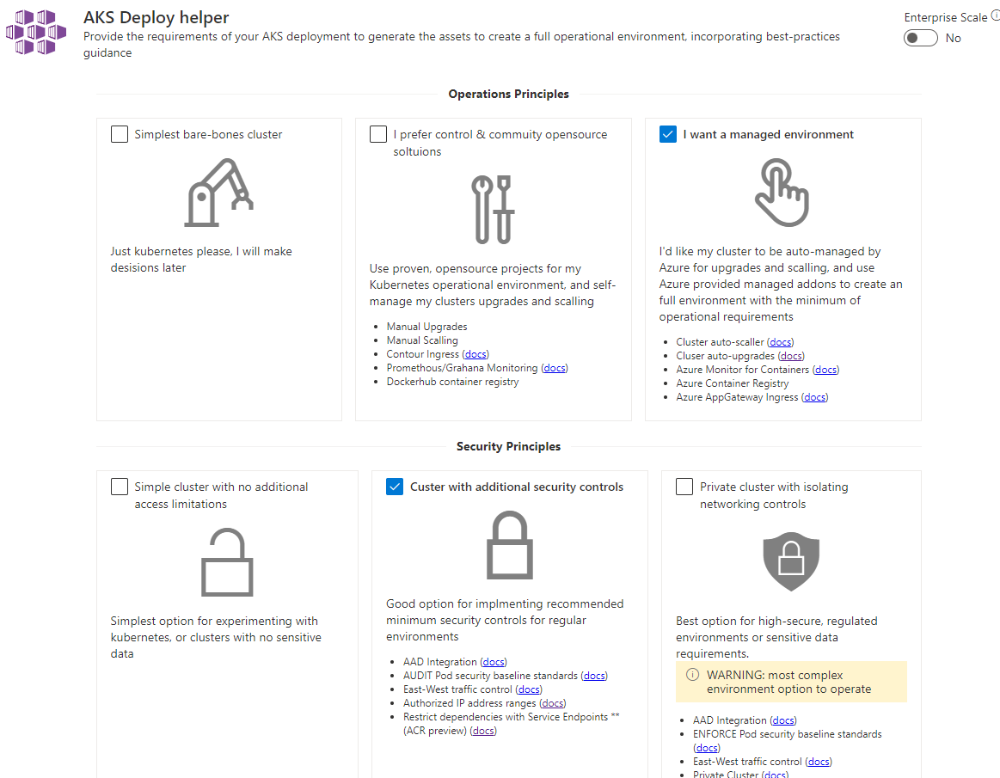 AKS Deploy helper
Provide the requirements of your AKS deployment to generate the assets to create a full operational environment, incorporating best-practices
guidance
Enterprise Scale
No
Operations Principles
Simplest bare-bones cluster
Just kubernetes please, I will make
desisions later
I prefer control & commuity opensource
soltuions
Use proven, opensource projects for my
Kubernetes operational environment, and self-
manage my clusters upgrades and scalling
• Manual Upgrades
• Manual Scalling
• Contour Ingress (docs)
• Promethous/Grahana Monitoring (docs)
• Dockerhub container registry
I want a managed environment
I'd like my cluster to be auto-managed by
Azure for upgrades and scalling, and use
Azure provided managed addons to create an
full environment with the minimum of
operational requirements
• Cluster auto-scaller (docs)
• Cluser auto-upgrades (docs)
• Azure Monitor for Containers (docs)
• Azure Container Registry
• Azure AppGateway Ingress (docs)
Security Principles
Simple cluster with no additional
access limitations
Simplest option for experimenting with
kubernetes, or clusters with no sensitive
data
Custer with additional security controls
Good option for implmenting recommended
minimum security controls for regular
environments
• AAD Integration (docs)
• AUDIT Pod security baseline standards (docs)
• East-West traffic control (docs)
• Authorized IP address ranges (docs)
• Restrict dependencies with Service Endpoints **
(ACR preview) (docs)
Private cluster with isolating
networking controls
Best option for high-secure, regulated
environments or sensitive data
requirements.
WARNING: most complex
environment option to operate
• AAD Integration (docs)
• ENFORCE Pod security baseline standards
(docs)
• East-West traffic control (docs)
• Private Cluster (docs)